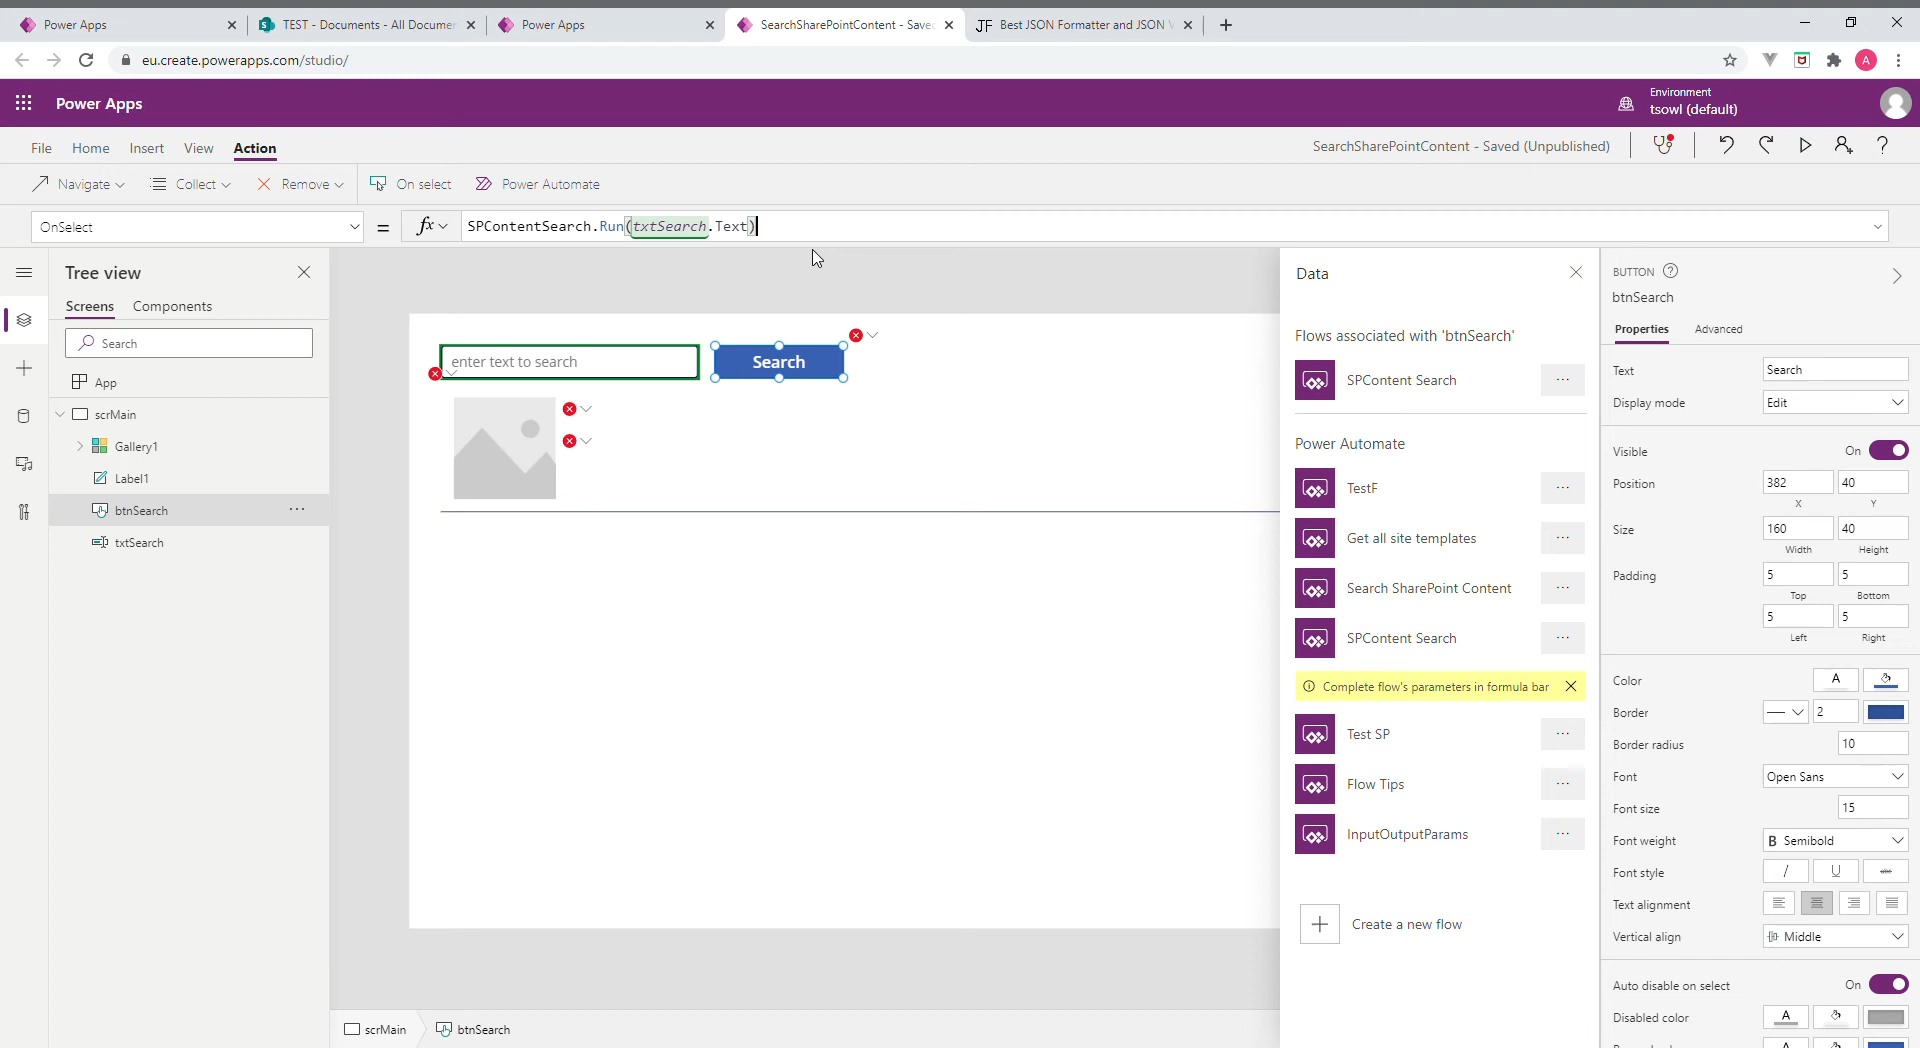 Power Apps
TEST - Documents - All Documen
Power Apps
SearchSharePointContent - Saved
JF Best JSON Formatter and JSON V
eu.create.powerapps.com/studio/
A
Power Apps
Environment
tsowl (default)
File Home Insert View Action
SearchSharePointContent - Saved (Unpublished)
Navigate Collect Remove On select Power Automate
OnSelect = fx SPContentSearch.Run(txtSearch.Text)
Tree view
Screens Components
Search
App
scrMain
Gallery1
Label1
btnSearch
txtSearch
enter text to search
Search
scrMain btnSearch
Data
Flows associated with 'btnSearch'
SPContent Search
Power Automate
TestF
Get all site templates
Search SharePoint Content
SPContent Search
Complete flow's parameters in formula bar
Test SP
Flow Tips
InputOutputParams
Create a new flow
BUTTON
btnSearch
Properties Advanced
Text Search
Display mode Edit
Visible On
Position 382 40
X Y
Size 160 40
Width Height
Padding 5 5
Top Bottom
5 5
Left Right
Color A
Border 2
Border radius 10
Font Open Sans
Font size 15
Font weight B Semibold
Font style / U abc
Text alignment
Vertical align Middle
Auto disable on select On
Disabled color A